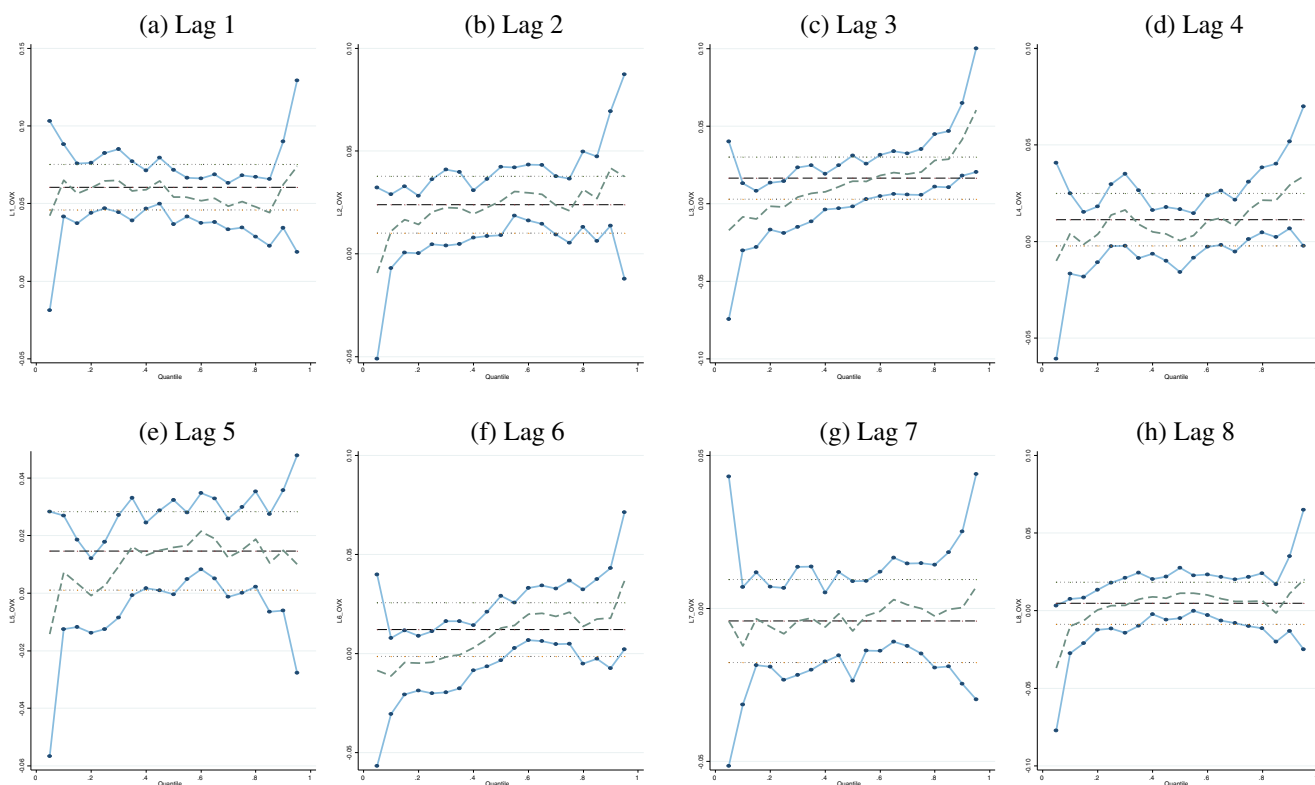 (a) Lag 1
(b) Lag 2
(c) Lag 3
(d) Lag 4
0.15
0.10
0.05
0.00
-0.05
L1_OVX
0 .2 .4 .6 .8 1
Quantile
0.10
0.05
0.00
-0.05
L2_OVX
0 .2 .4 .6 .8 1
Quantile
0.10
0.05
0.00
-0.05
-0.10
L3_OVX
0 .2 .4 .6 .8 1
Quantile
0.10
0.05
0.00
-0.05
L4_OVX
0 .2 .4 .6 .8
Quantile
(e) Lag 5
(f) Lag 6
(g) Lag 7
(h) Lag 8
0.04
0.02
0.00
-0.02
-0.04
-0.06
L5_OVX
0 .2 .4 .6 .8 1
Quantile
0.10
0.05
0.00
-0.05
L6_OVX
0 .2 .4 .6 .8 1
Quantile
0.05
0.00
-0.05
L7_OVX
0 .2 .4 .6 .8 1
Quantile
0.10
0.05
0.00
-0.05
-0.10
L8_OVX
0 .2 .4 .6 .8
Quantile